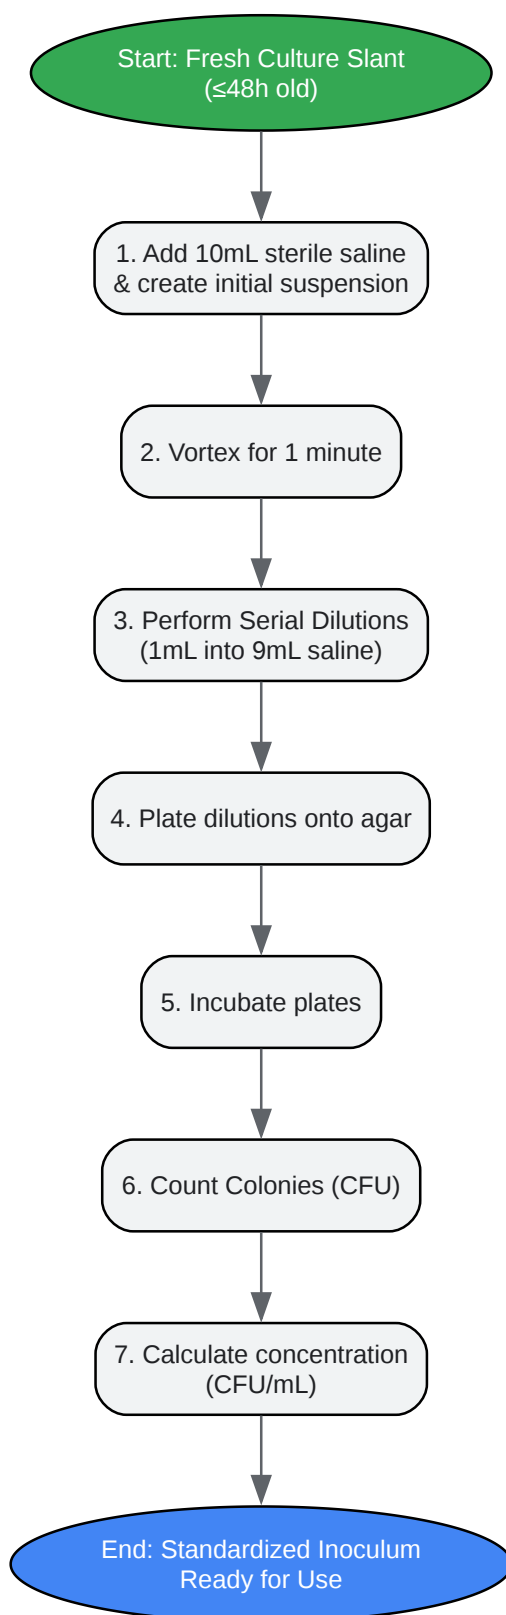 Start: Fresh Culture Slant
(≤48h old)
1. Add 10mL sterile saline
& create initial suspension
2. Vortex for 1 minute
3. Perform Serial Dilutions
(1mL into 9mL saline)
4. Plate dilutions onto agar
5. Incubate plates
6. Count Colonies (CFU)
7. Calculate concentration
(CFU/mL)
End: Standardized Inoculum
Ready for Use